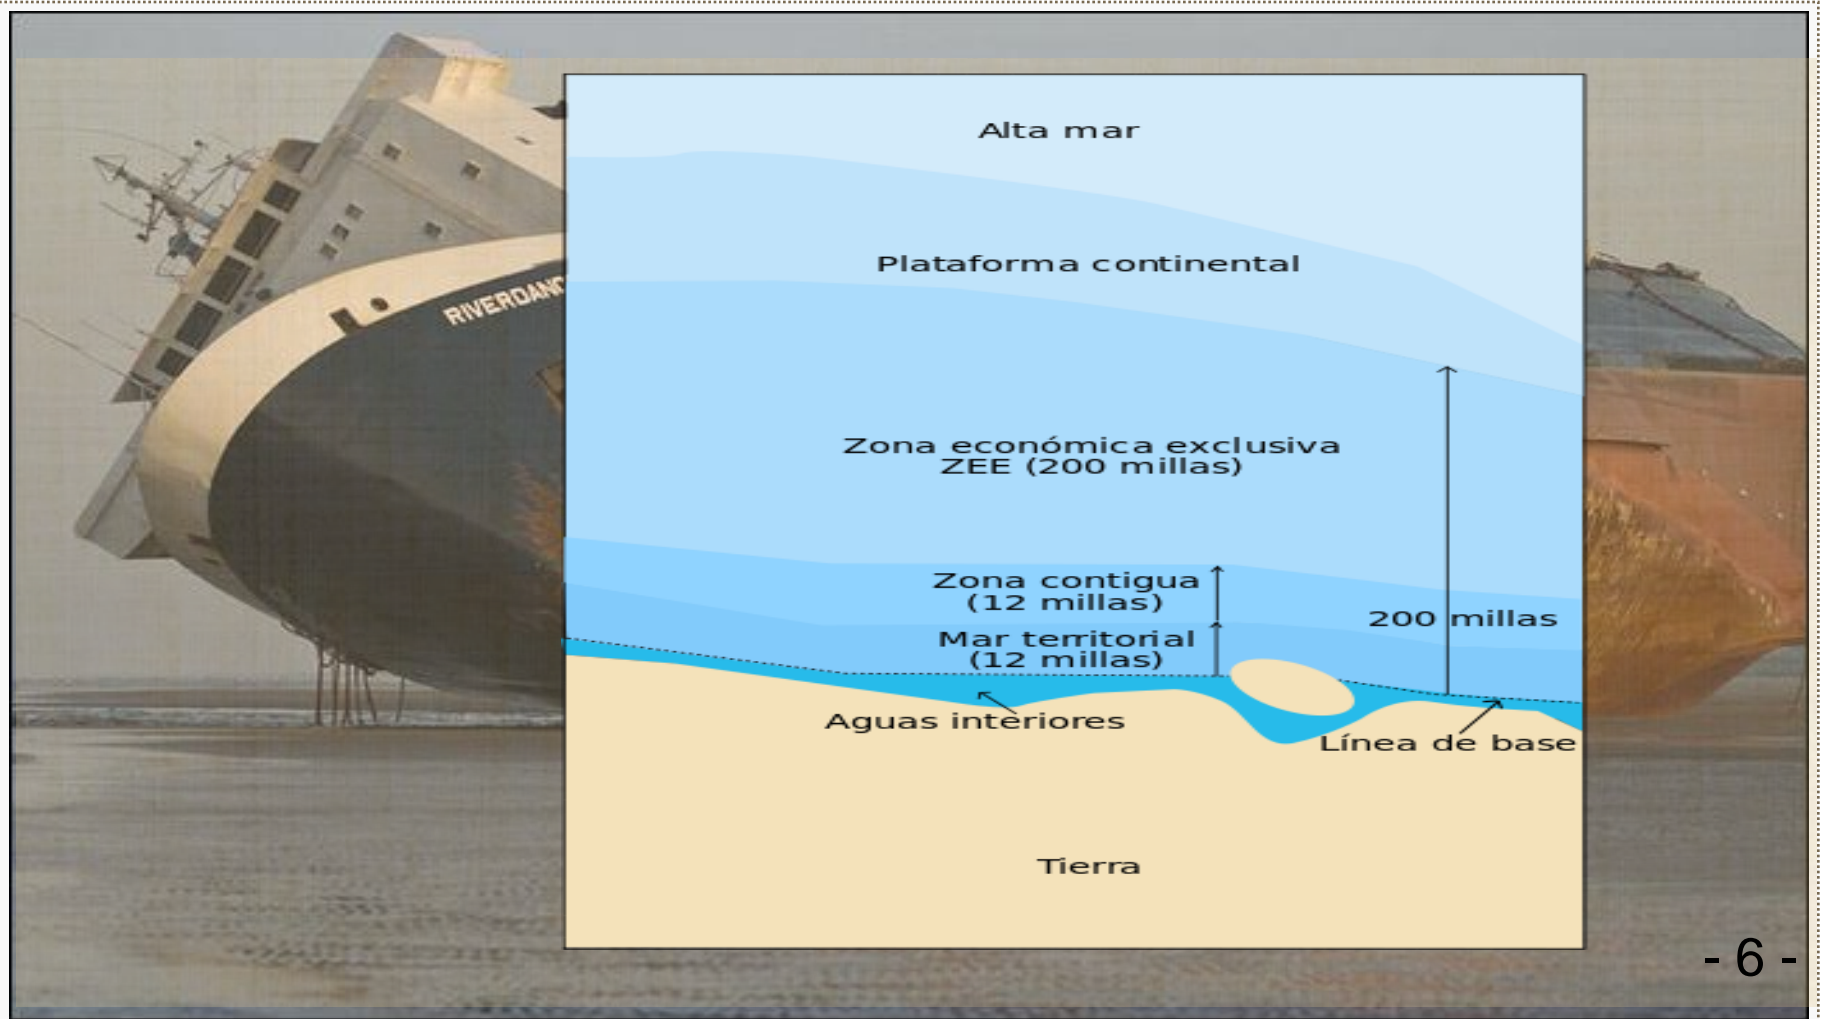 Alta mar
Plataforma continental
RIVERDANC
Zona económica exclusiva
ZEE (200 millas)
Zona contigua
(12 millas)
200 millas
Mar territorial
(12 millas)
Aguas interiores
Línea de base
Tierra
- 6 -